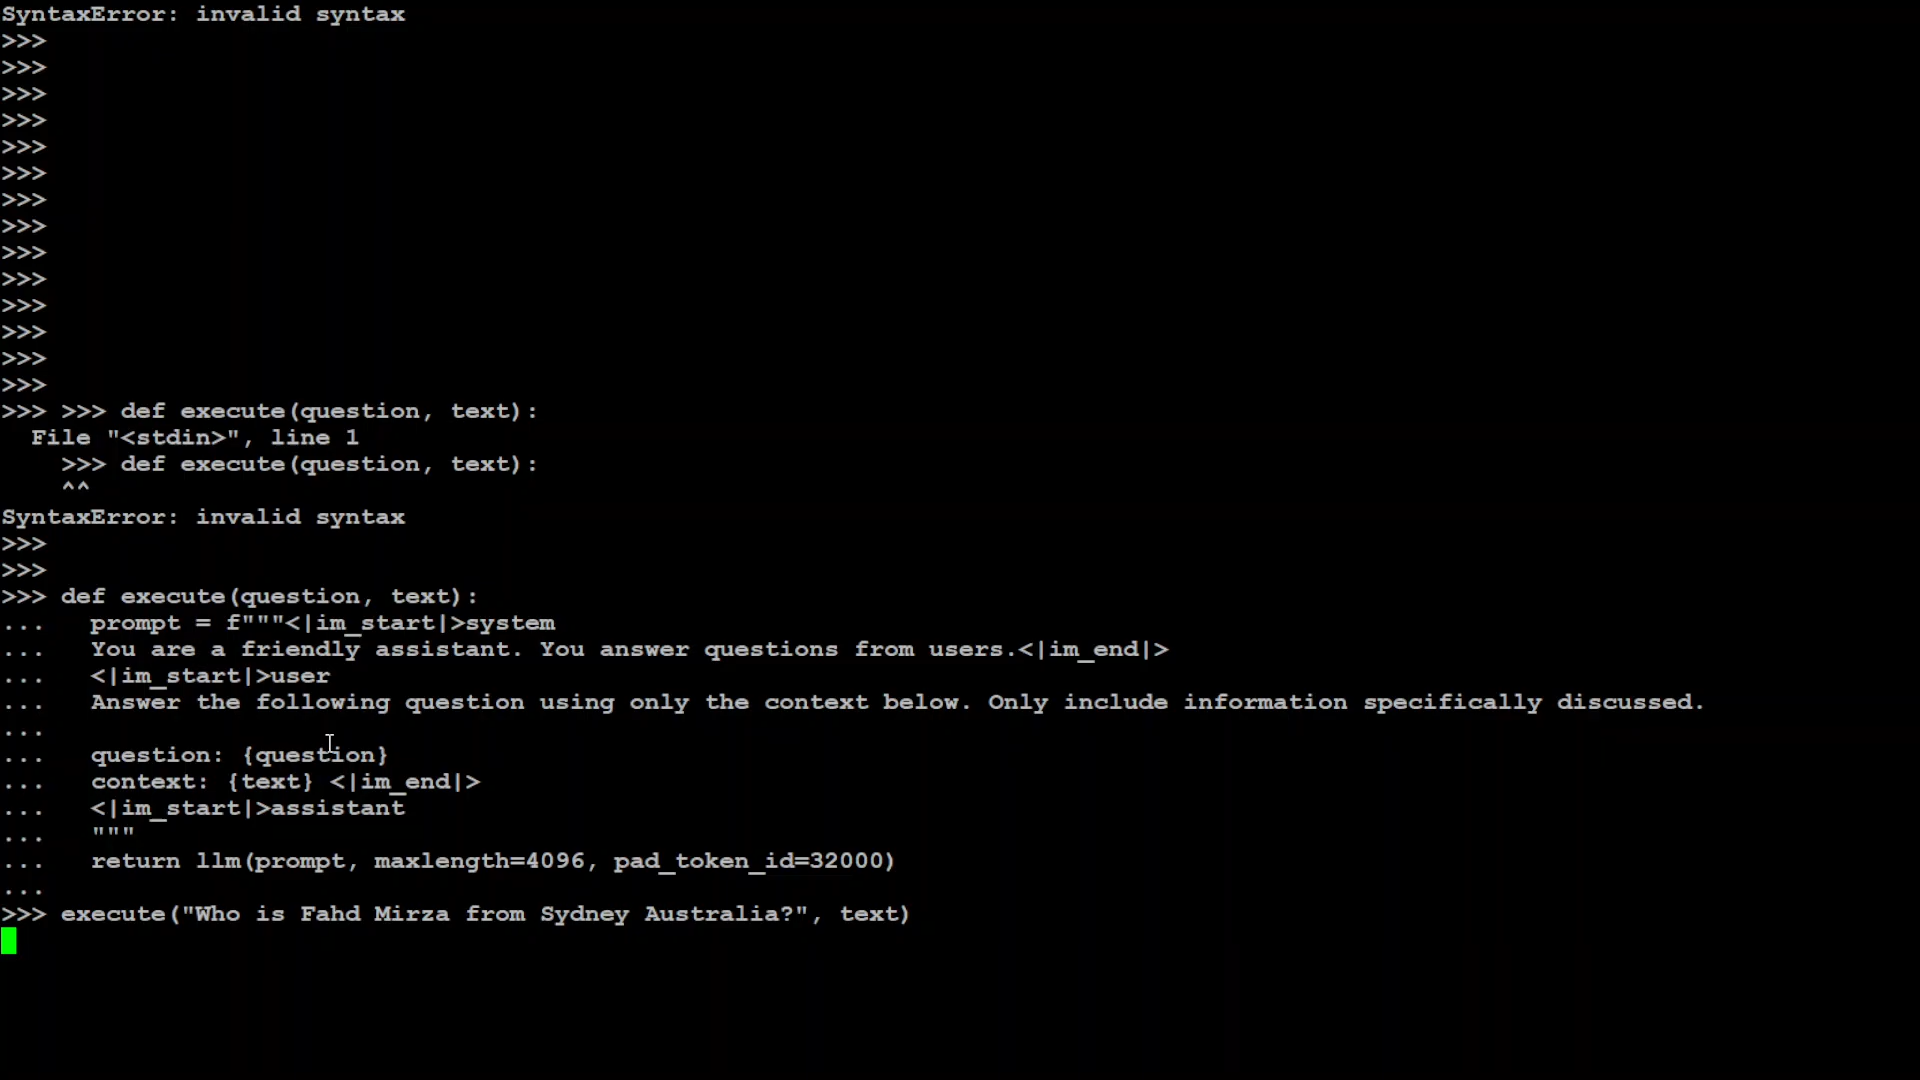 SyntaxError: invalid syntax
>>>
>>>
>>>
>>>
>>>
>>>
>>>
>>>
>>>
>>>
>>>
>>>
>>>
>>>
>>> >>> def execute(question, text):
  File "<stdin>", line 1
    >>> def execute(question, text):
    ^^
SyntaxError: invalid syntax
>>>
>>>
>>> def execute(question, text):
...   prompt = f"""<|im_start|>system
...   You are a friendly assistant. You answer questions from users.<|im_end|>
...   <|im_start|>user
...   Answer the following question using only the context below. Only include information specifically discussed.
...
...   question: {question}
...   context: {text} <|im_end|>
...   <|im_start|>assistant
...   """
...   return llm(prompt, maxlength=4096, pad_token_id=32000)
...
>>> execute("Who is Fahd Mirza from Sydney Australia?", text)